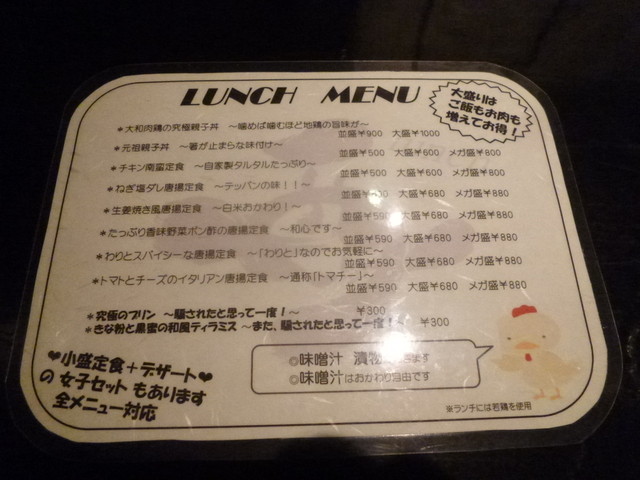 LUNCH MENU
大盛りは
ご飯もお肉も
増えてお得！
＊大和肉鶏の究極親子丼 ～噛めば噛むほど地鶏の旨味が～
並盛￥900 大盛￥1000
＊元祖親子丼 ～箸が止まらな味付け～
並盛￥500 大盛￥600 メガ盛￥800
＊チキン南蛮定食 ～自家製タルタルたっぷり～
並盛￥500 大盛￥600 メガ盛￥800
＊ねぎ塩ダレ唐揚定食 ～テッパンの味！！～
大盛￥680 メガ盛￥880
＊生姜焼き風唐揚定食 ～白米おかわり！～
並盛￥590 大盛￥680 メガ盛￥880
＊たっぷり香味野菜ポン酢の唐揚定食 ～和心です～
並盛￥590 大盛￥680 メガ盛￥880
＊わりとスパイシーな唐揚定食 ～「わりと」なのでお気軽に～
並盛￥590 大盛￥680 メガ盛￥880
＊トマトとチーズのイタリアン唐揚定食 ～通称「トマチー」～
並盛￥590 大盛￥680 メガ盛￥880
＊究極のプリン ～騙されたと思って一度！～ ￥300
＊きな粉と黒蜜の和風ティラミス ～また、騙されたと思って一度！～ ￥300
♥小盛定食＋デザート♥
の 女子セット もあります
全メニュー対応
◎味噌汁 漬物 きます
◎味噌汁はおかわり自由です
※ランチには若鶏を使用